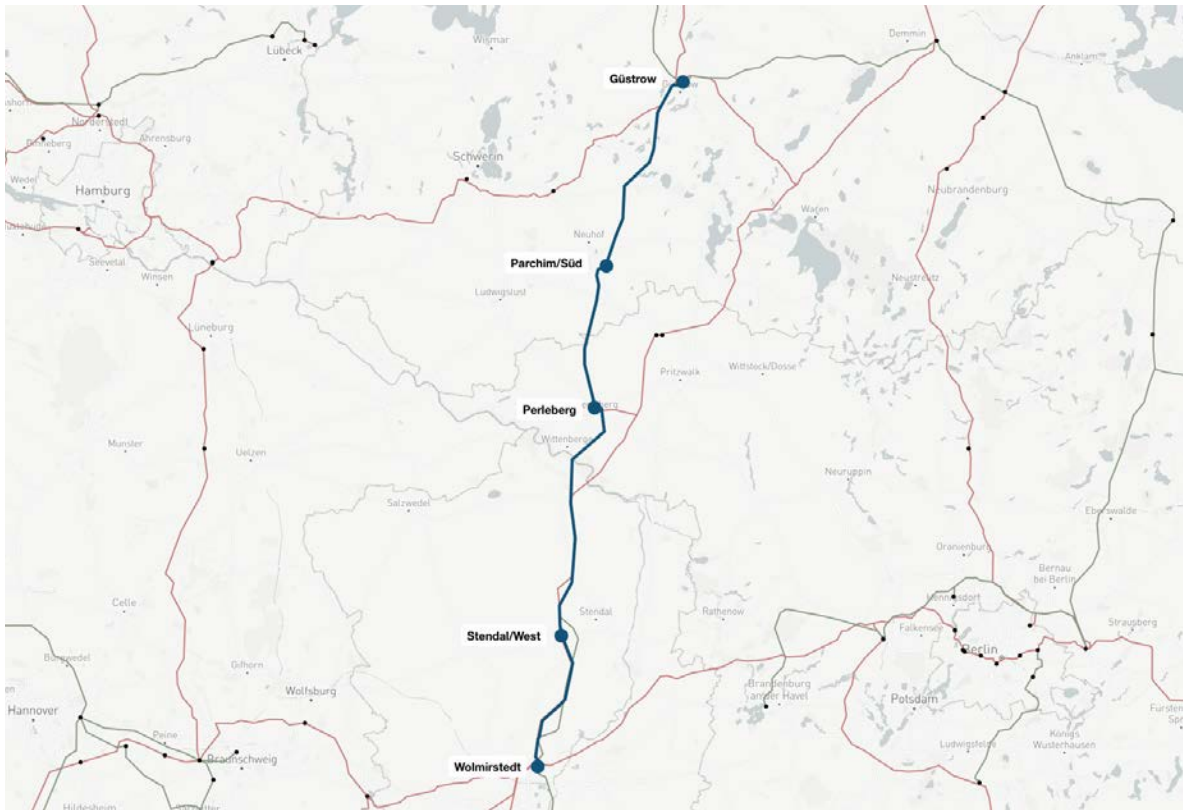 Wismar
Lübeck
Demmin
Anklam
Güstrow
Norderstedt
Ahrensburg
Schwerin
Wedel
Hamburg
Neubrandenburg
Waren
Neuhof
Seevetal
Winsen
Parchim/Süd
Neustrelitz
Ludwigslust
Lüneburg
Wittstock/Dosse
Pritzwalk
Perleberg
Wittenberge
Munster
Uelzen
Neuruppin
Salzwedel
Eberswalde
Oranienburg
Bernau
bei Berlin
Celle
Stendal
Rathenow
Hennigsdorf
Strausberg
Falkensee
Stendal/West
Berlin
Burgwedel
Gifhorn
Wolfsburg
Brandenburg
an der Havel
Potsdam
Hannover
Peine
Fürsten
Königs
Wusterhausen
Ludwigsfelde
Braunschweig
Wolmirstedt
Hildesheim